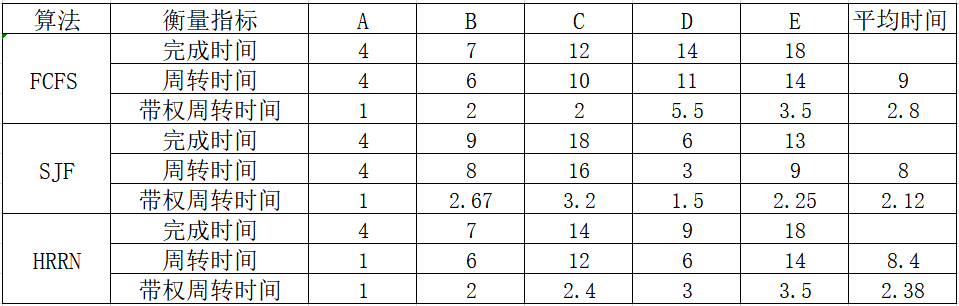 算法 衡量指标 A B C D E 平均时间
FCFS 完成时间 4 7 12 14 18
周转时间 4 6 10 11 14 9
带权周转时间 1 2 2 5.5 3.5 2.8
SJF 完成时间 4 9 18 6 13
周转时间 4 8 16 3 9 8
带权周转时间 1 2.67 3.2 1.5 2.25 2.12
HRRN 完成时间 4 7 14 9 18
周转时间 1 6 12 6 14 8.4
带权周转时间 1 2 2.4 3 3.5 2.38